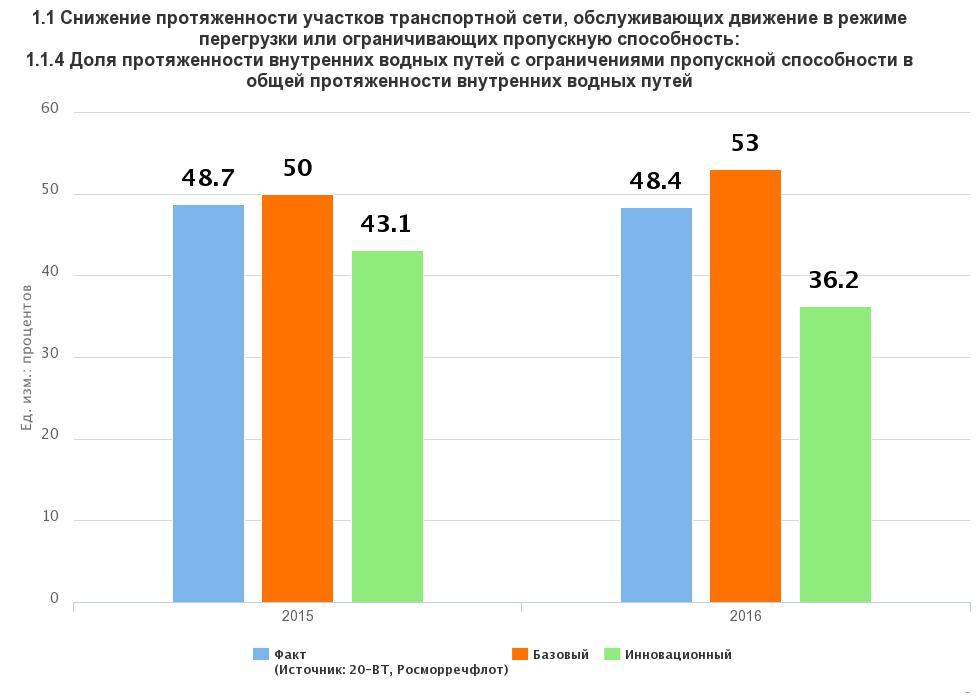 1.1 Снижение протяженности участков транспортной сети, обслуживающих движение в режиме
перегрузки или ограничивающих пропускную способность:
1.1.4 Доля протяженности внутренних водных путей с ограничениями пропускной способности в
общей протяженности внутренних водных путей
Ед. изм.: процентов
60
50
40
30
20
10
0
48.7
50
43.1
48.4
53
36.2
2015
2016
Факт
(Источник: 20-ВТ, Росморречфлот)
Базовый
Инновационный